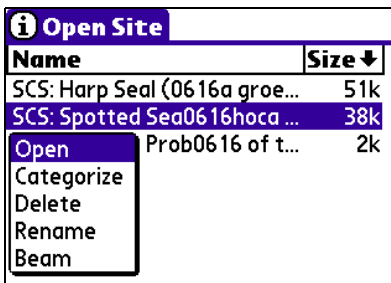 i Open Site
Name Size
SCS: Harp Seal (0616a groe... 51k
SCS: Spotted Sea0616hoca ... 38k
Open Prob0616 of t... 2k
Categorize
Delete
Rename
Beam